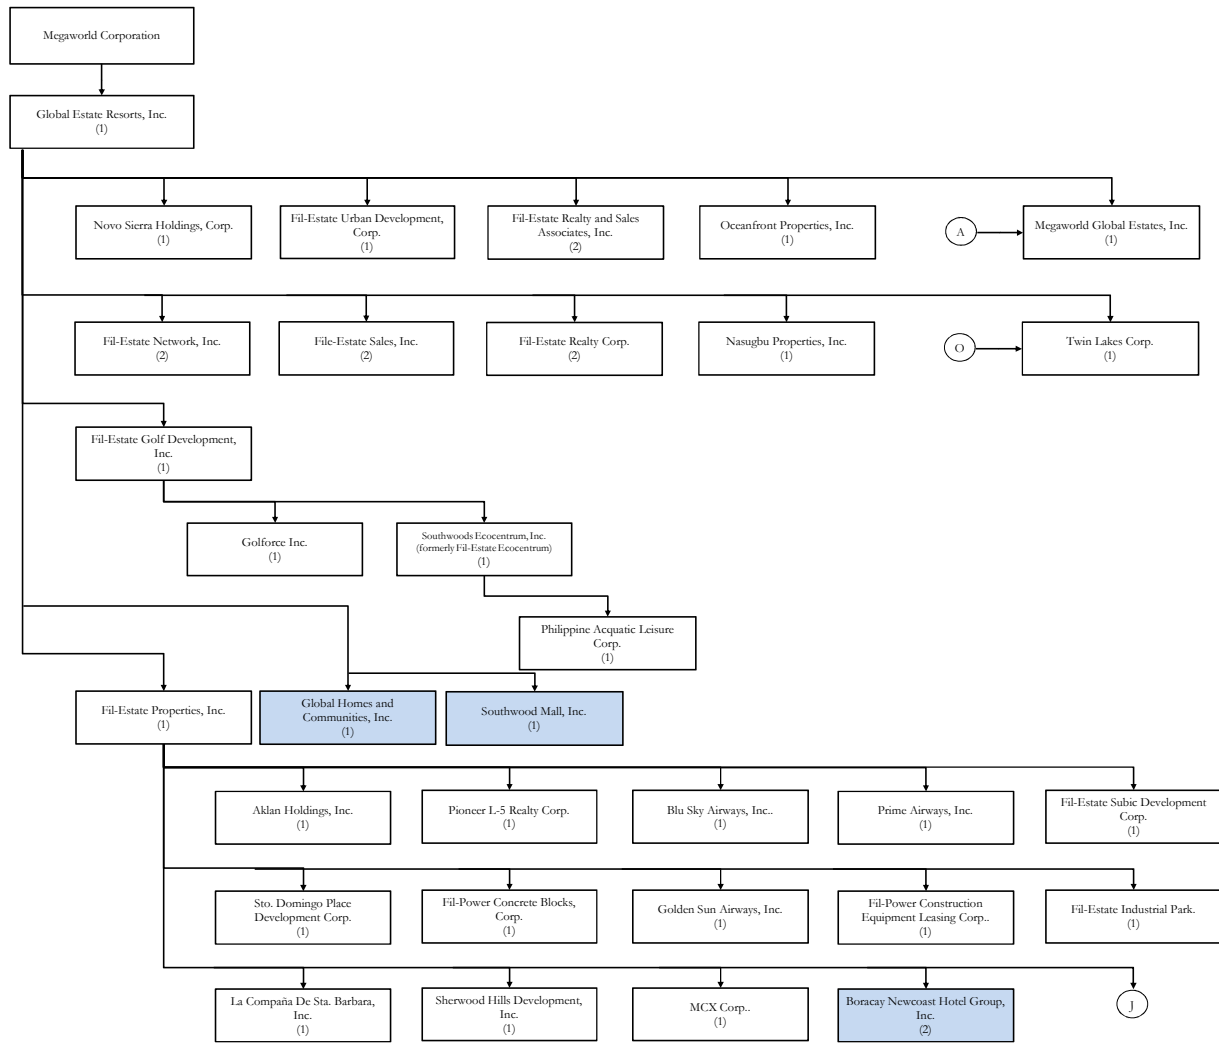 Megaworld Corporation
Global Estate Resorts, Inc.
(1)
Novo Sierra Holdings, Corp.
(1)
Fil-Estate Urban Development,
Corp.
(1)
Fil-Estate Realty and Sales
Associates, Inc.
(2)
Oceanfront Properties, Inc.
(1)
A
Megaworld Global Estates, Inc.
(1)
Fil-Estate Network, Inc.
(2)
File-Estate Sales, Inc.
(2)
Fil-Estate Realty Corp.
(2)
Nasugbu Properties, Inc.
(1)
O
Twin Lakes Corp.
(1)
Fil-Estate Golf Development,
Inc.
(1)
Golforce Inc.
(1)
Southwoods Ecocentrum, Inc.
(formerly Fil-Estate Ecocentrum)
(1)
Philippine Acquatic Leisure
Corp.
(1)
Fil-Estate Properties, Inc.
(1)
Global Homes and
Communities, Inc.
(1)
Southwood Mall, Inc.
(1)
Aklan Holdings, Inc.
(1)
Pioneer L-5 Realty Corp.
(1)
Blu Sky Airways, Inc..
(1)
Prime Airways, Inc.
(1)
Fil-Estate Subic Development
Corp.
(1)
Sto. Domingo Place
Development Corp.
(1)
Fil-Power Concrete Blocks,
Corp.
(1)
Golden Sun Airways, Inc.
(1)
Fil-Power Construction
Equipment Leasing Corp..
(1)
Fil-Estate Industrial Park.
(1)
La Compaña De Sta. Barbara,
Inc.
(1)
Sherwood Hills Development,
Inc.
(1)
MCX Corp..
(1)
Boracay Newcoast Hotel Group,
Inc.
(2)
J